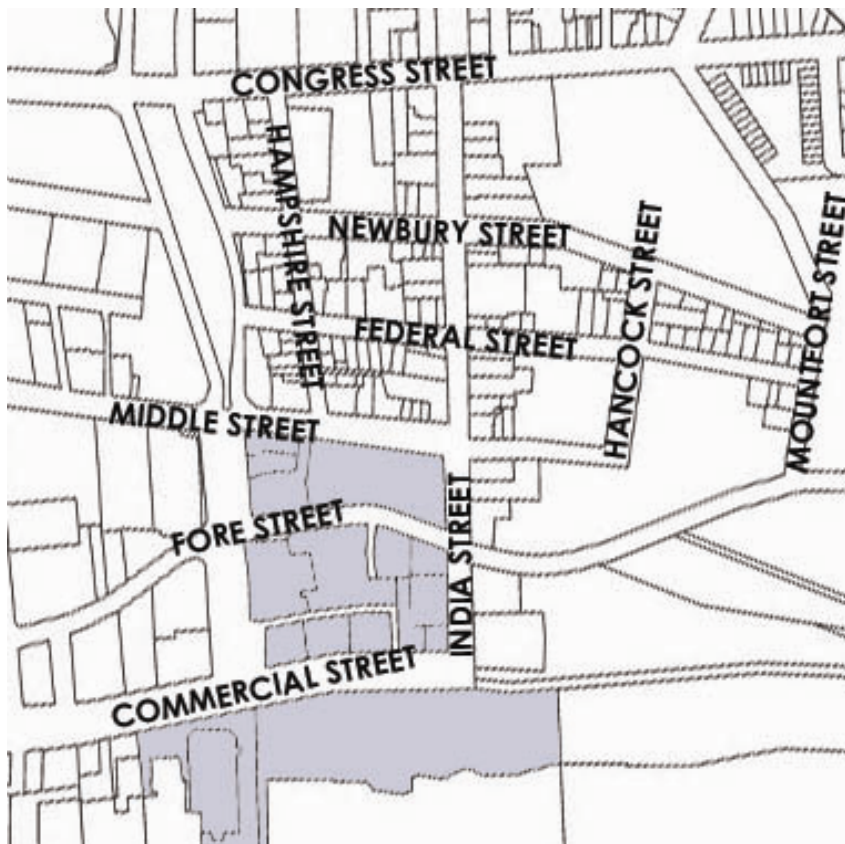 CONGRESS STREET
HAMPSHIRE STREET
NEWBURY STREET
HANCOCK STREET
MOUNTFORT STREET
FEDERAL STREET
MIDDLE STREET
FORE STREET
INDIA STREET
COMMERCIAL STREET